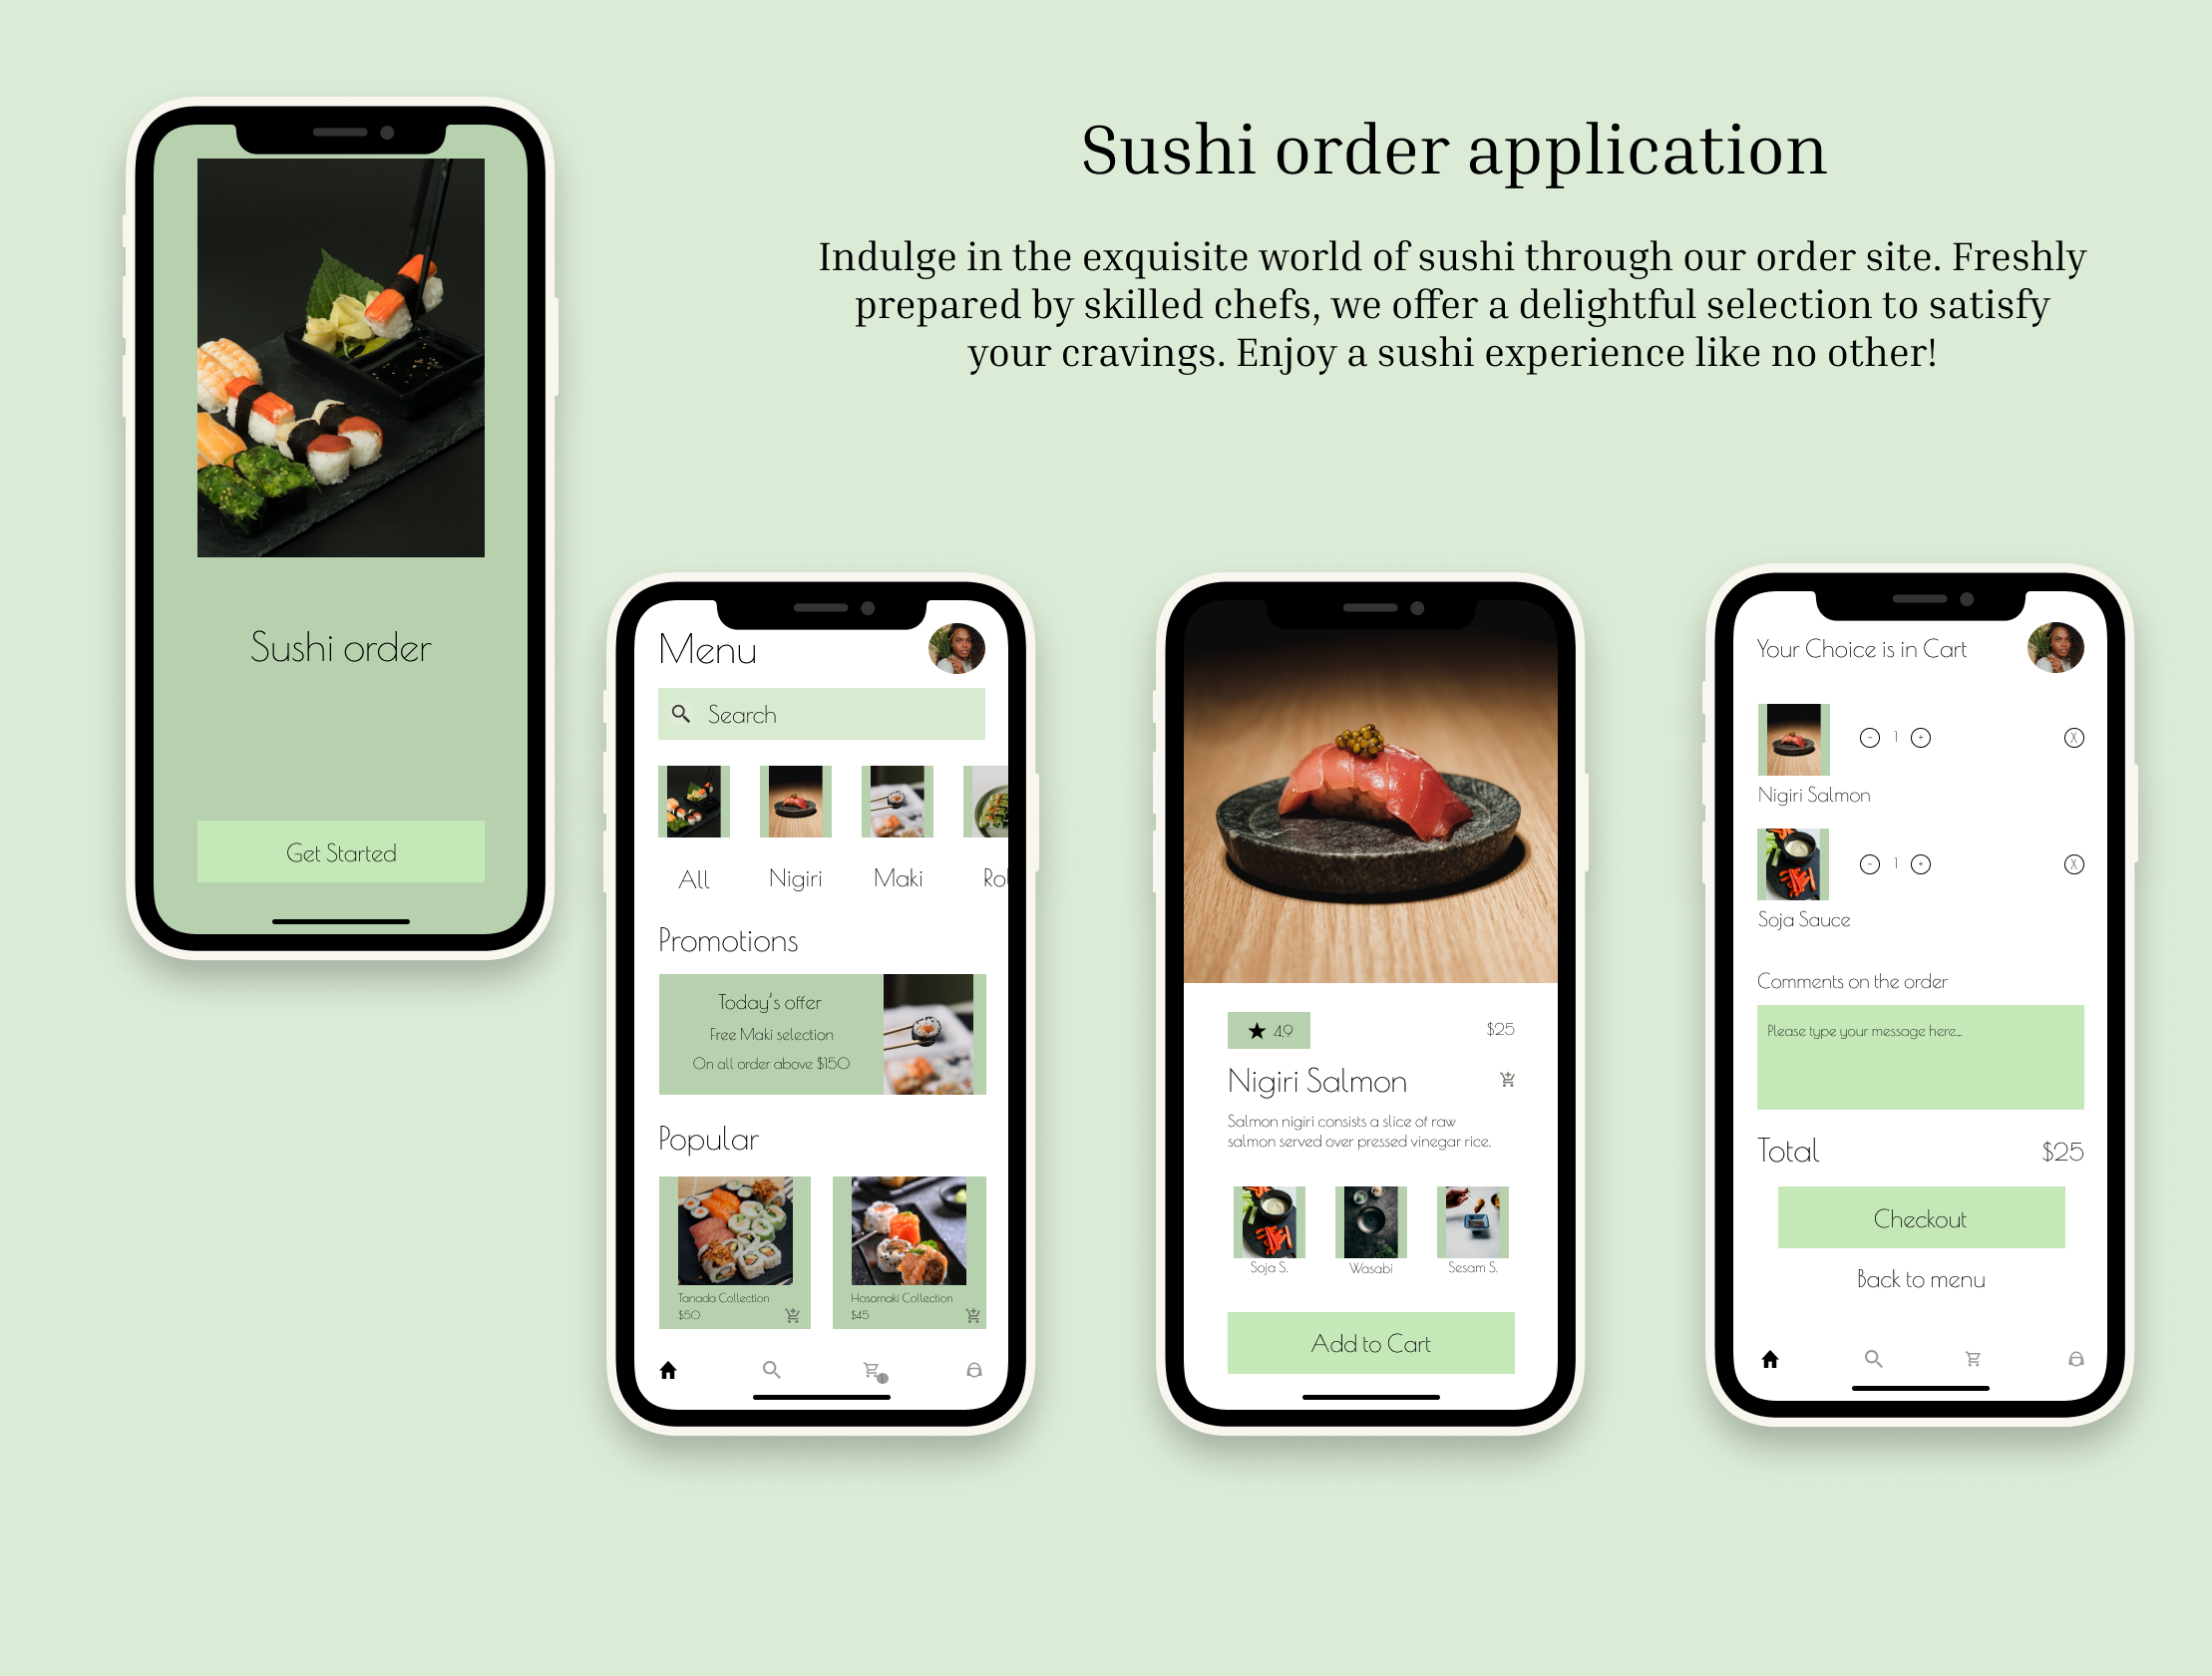 Sushi order application
Indulge in the exquisite world of sushi through our order site. Freshly
prepared by skilled chefs, we offer a delightful selection to satisfy
your cravings. Enjoy a sushi experience like no other!
Sushi order
Get Started
Menu
Search
All Nigiri Maki Rol
Promotions
Today's offer
Free Maki selection
On all order above $150
Popular
Tanada Collection
$50
Hosomaki Collection
$45
4.9
$25
Nigiri Salmon
Salmon nigiri consists a slice of raw
salmon served over pressed vinegar rice.
Soja S. Wasabi Sesam S.
Add to Cart
Your Choice is in Cart
- 1 + X
Nigiri Salmon
- 1 + X
Soja Sauce
Comments on the order
Please type your message here...
Total $25
Checkout
Back to menu